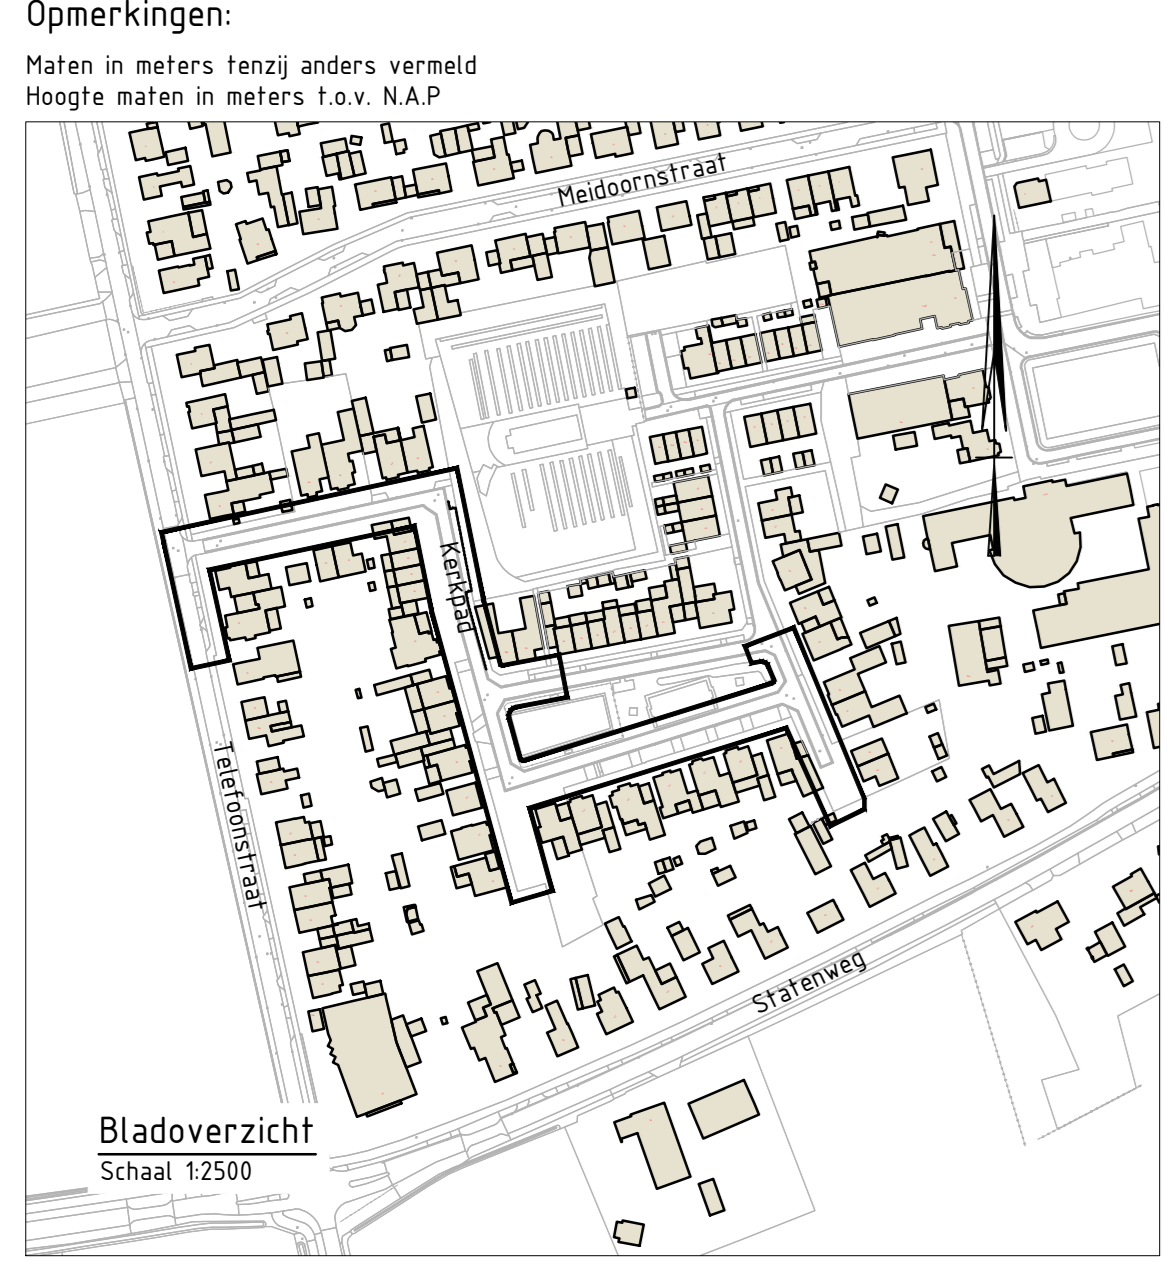 Opmerkingen:
Maten in meters tenzij anders vermeld
Hoogte maten in meters t.o.v. N.A.P
Meidoornstraat
Kerkpad
Telefoonstraat
Statenweg
Bladoverzicht
Schaal 1:2500